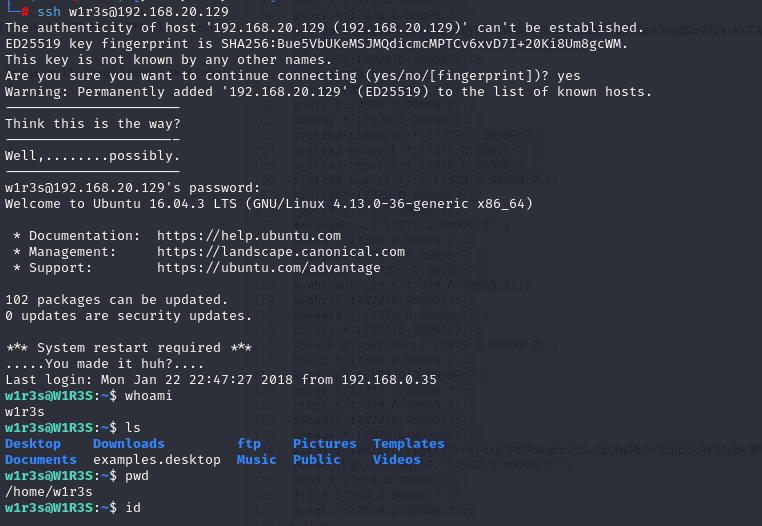 # ssh w1r3s@192.168.20.129
The authenticity of host '192.168.20.129 (192.168.20.129)' can't be established.
ED25519 key fingerprint is SHA256:Bue5VbUKeMSJMQdicmcMPTCv6xvD7I+20Ki8Um8gcWM.
This key is not known by any other names.
Are you sure you want to continue connecting (yes/no/[fingerprint])? yes
Warning: Permanently added '192.168.20.129' (ED25519) to the list of known hosts.
----------------------
Think this is the way?
----------------------
Well,........possibly.
----------------------
w1r3s@192.168.20.129's password:
Welcome to Ubuntu 16.04.3 LTS (GNU/Linux 4.13.0-36-generic x86_64)
* Documentation:  https://help.ubuntu.com
* Management:     https://landscape.canonical.com
* Support:        https://ubuntu.com/advantage
102 packages can be updated.
0 updates are security updates.
*** System restart required ***
.....You made it huh?....
Last login: Mon Jan 22 22:47:27 2018 from 192.168.0.35
w1r3s@W1R3S:~$ whoami
w1r3s
w1r3s@W1R3S:~$ ls
Desktop    Downloads         ftp    Pictures  Templates
Documents  examples.desktop  Music  Public    Videos
w1r3s@W1R3S:~$ pwd
/home/w1r3s
w1r3s@W1R3S:~$ id